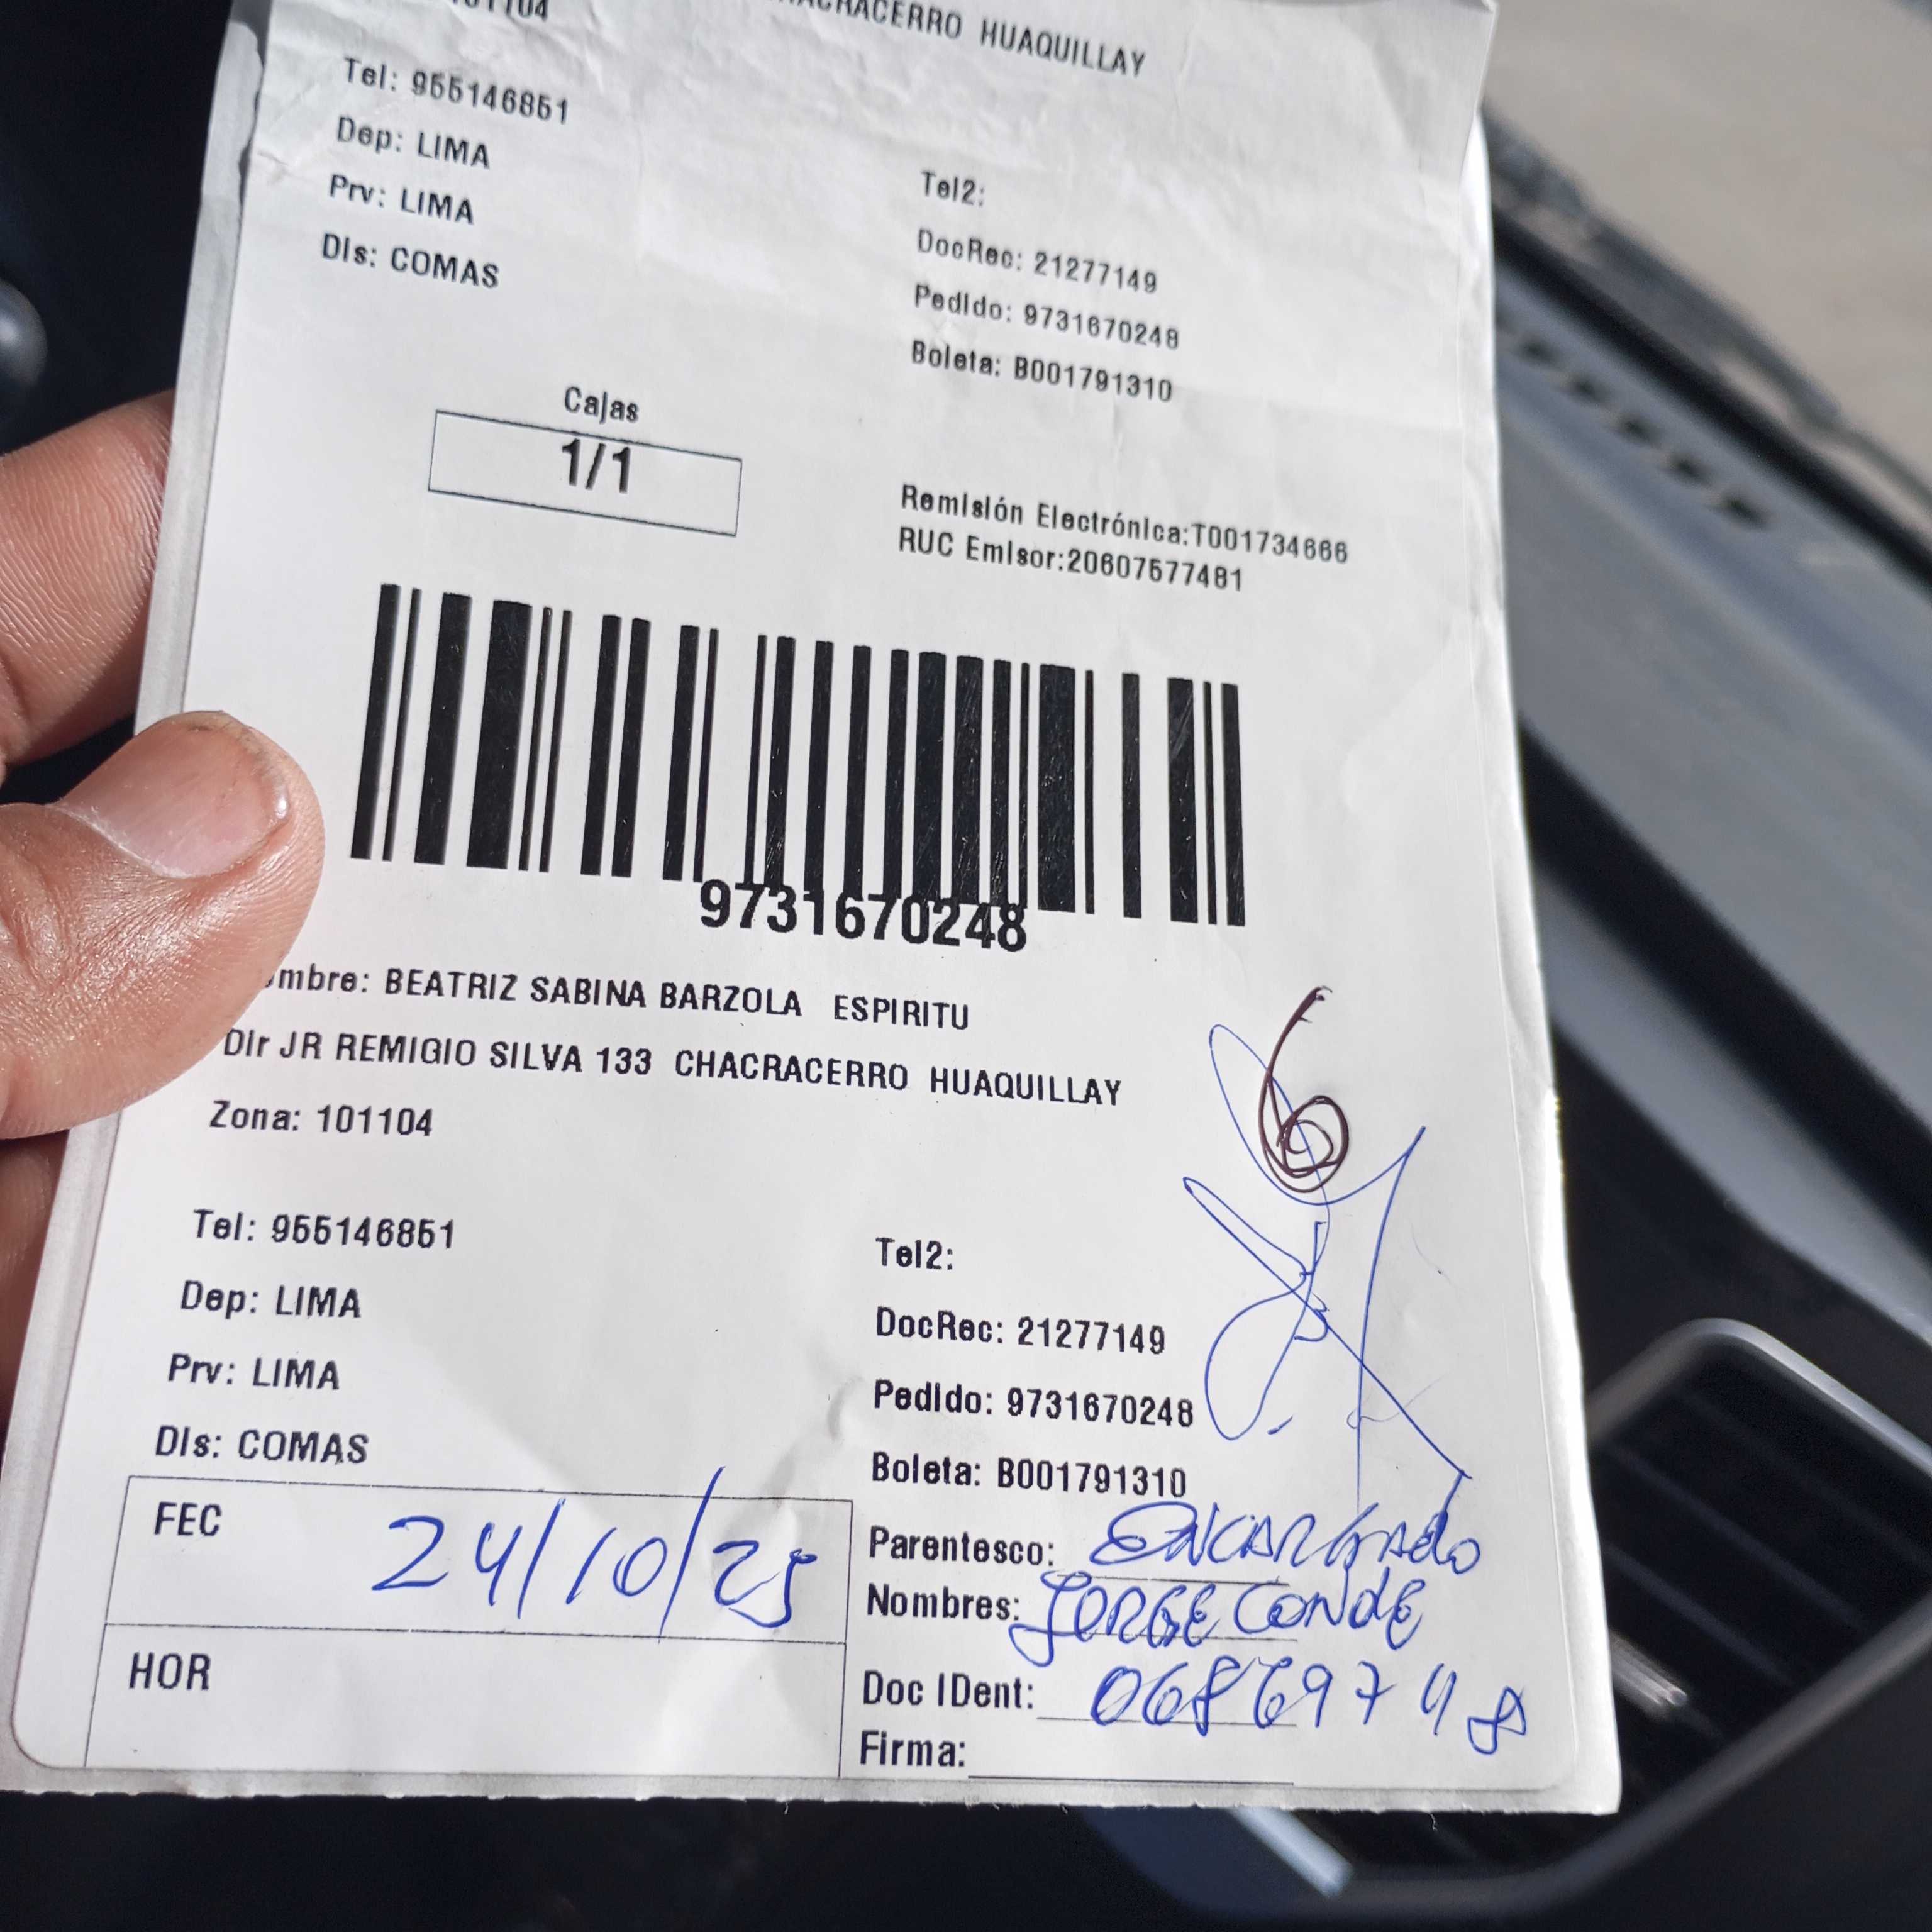 CHACRACERRO HUAQUILLAY
Tel: 955146851
Dep: LIMA
Prv: LIMA
Dis: COMAS
Tel2:
DocRec: 21277149
Pedido: 9731670248
Boleta: B001791310
Cajas
1/1
Remisión Electrónica:T001734666
RUC Emisor:20607577481
9731670248
mbre: BEATRIZ SABINA BARZOLA ESPIRITU
Dir JR REMIGIO SILVA 133 CHACRACERRO HUAQUILLAY
Zona: 101104
6
Tel: 955146851
Dep: LIMA
Prv: LIMA
Dis: COMAS
Tel2:
DocRec: 21277149
Pedido: 9731670248
Boleta: B001791310
FEC 24/10/25
HOR
Parentesco: ENCARGAdo
Nombres: JORGE CONdE
Doc IDent: 06869748
Firma: